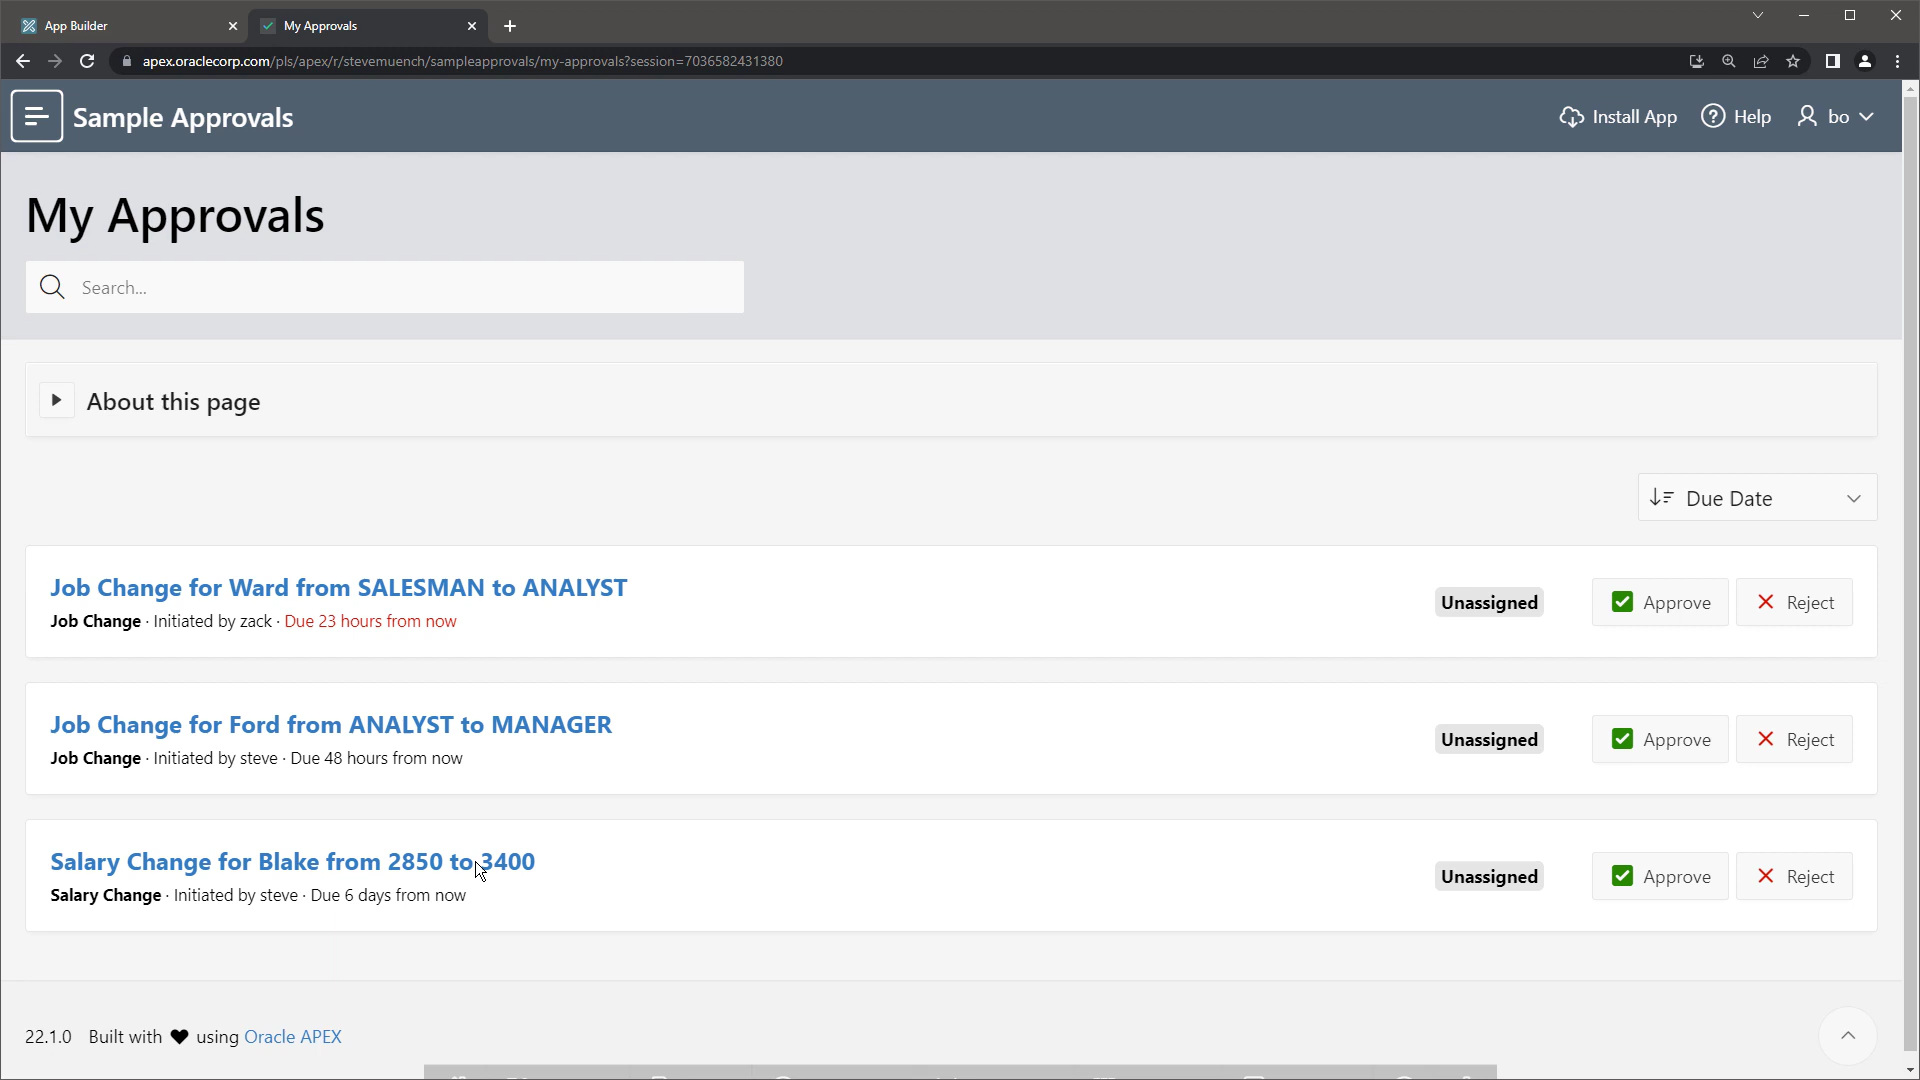 App Builder
My Approvals
apex.oraclecorp.com/pls/apex/r/stevemuench/sampleapprovals/my-approvals?session=7036582431380
Sample Approvals
Install App
Help
bo
My Approvals
Search...
About this page
Due Date
Job Change for Ward from SALESMAN to ANALYST
Job Change · Initiated by zack · Due 23 hours from now
Unassigned
Approve
Reject
Job Change for Ford from ANALYST to MANAGER
Job Change · Initiated by steve · Due 48 hours from now
Unassigned
Approve
Reject
Salary Change for Blake from 2850 to 3400
Salary Change · Initiated by steve · Due 6 days from now
Unassigned
Approve
Reject
22.1.0 Built with ♥ using Oracle APEX